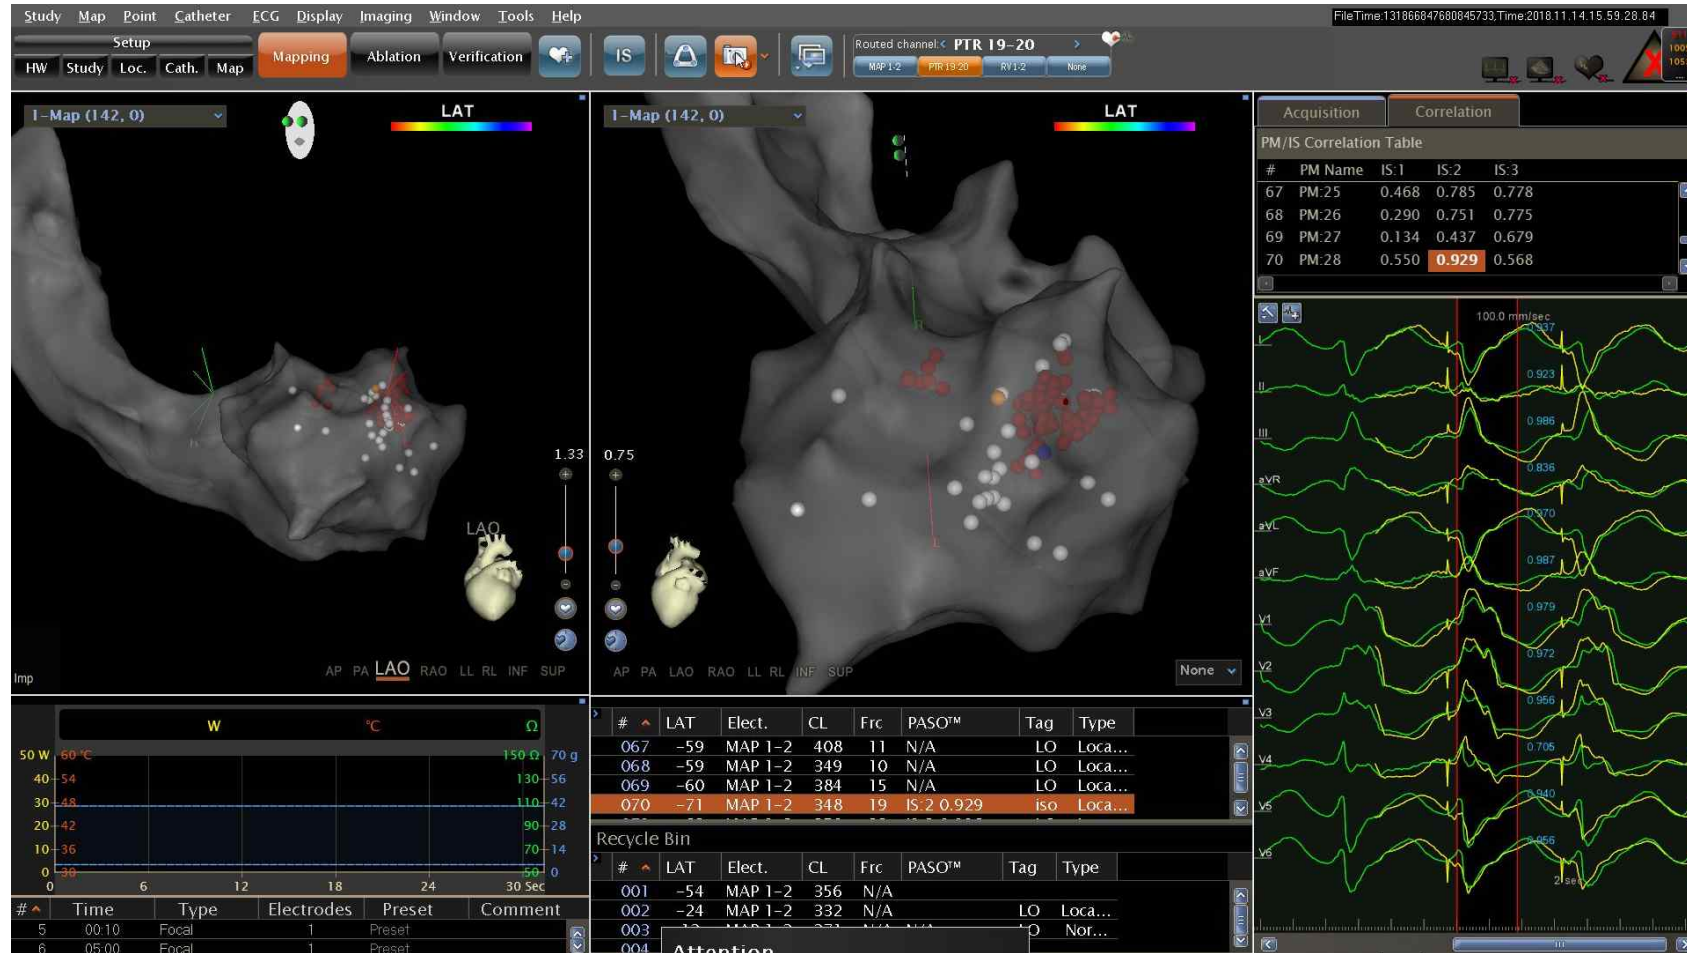 Study Map Point Catheter ECG Display Imaging Window Tools Help
FileTime:131866847680845733,Time:2018.11.14.15.59.28.84
Setup
HW Study Loc. Cath. Map
Mapping Ablation Verification
IS
Routed channel:< PTR 19-20 >
MAP 1-2 PTR 19-20 RV 1-2 None
1-Map (142, 0)
LAT
LAO
1.33
Imp
AP PA LAO RAO LL RL INF SUP
1-Map (142, 0)
LAT
0.75
L
AP PA LAO RAO LL RL INF SUP
None
Acquisition Correlation
PM/IS Correlation Table
# PM Name IS:1 IS:2 IS:3
67 PM:25 0.468 0.785 0.778
68 PM:26 0.290 0.751 0.775
69 PM:27 0.134 0.437 0.679
70 PM:28 0.550 0.929 0.568
100.0 mm/sec
I 0.937
II 0.923
III 0.986
aVR 0.836
aVL 0.970
aVF 0.987
V1 0.979
V2 0.972
V3 0.956
V4 0.705
V5 0.940
V6 0.956
2 sec
W °C Ω
50 W 60 °C 150 Ω 70 g
40 54 130 56
30 48 110 42
20 42 90 28
10 36 70 14
0 30 50 0
0 6 12 18 24 30 Sec
# Time Type Electrodes Preset Comment
5 00:10 Focal 1 Preset
6 05:00 Focal 1 Preset
# LAT Elect. CL Frc PASO™ Tag Type
067 -59 MAP 1-2 408 11 N/A LO Loca...
068 -59 MAP 1-2 349 10 N/A LO Loca...
069 -60 MAP 1-2 384 15 N/A LO Loca...
070 -71 MAP 1-2 348 19 IS:2 0.929 iso Loca...
Recycle Bin
# LAT Elect. CL Frc PASO™ Tag Type
001 -54 MAP 1-2 356 N/A
002 -24 MAP 1-2 332 N/A LO Loca...
003 MAP 1-2 N/A LO Nor...
004
Attention